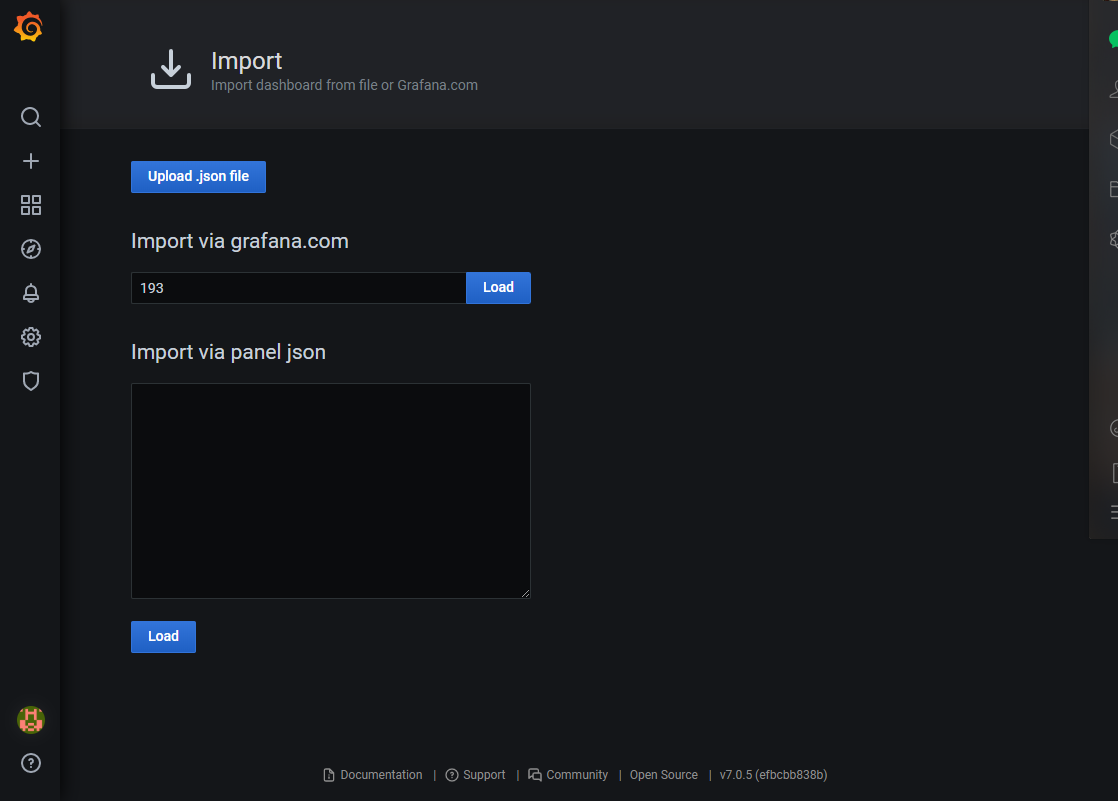 Import
Import dashboard from file or Grafana.com
Upload .json file
Import via grafana.com
193 Load
Import via panel json
Load
Documentation | Support | Community | Open Source | v7.0.5 (efbcbb838b)